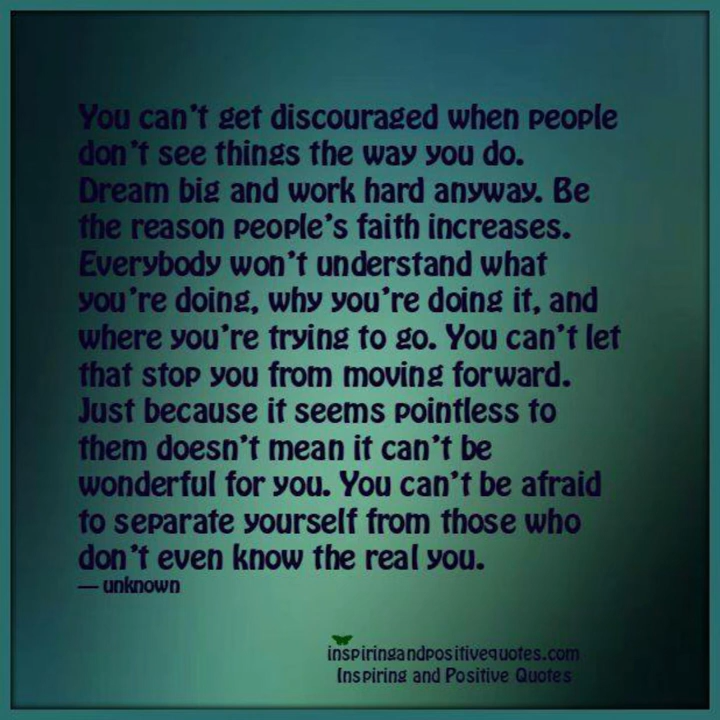 You can't get discouraged when people
don't see things the way you do.
Dream big and work hard anyway. Be
the reason people's faith increases.
Everybody won't understand what
you're doing, why you're doing it, and
where you're trying to go. You can't let
that stop you from moving forward.
Just because it seems pointless to
them doesn't mean it can't be
wonderful for you. You can't be afraid
to separate yourself from those who
don't even know the real you.
— unknown
inspiringandpositivequotes.com
Inspiring and Positive Quotes